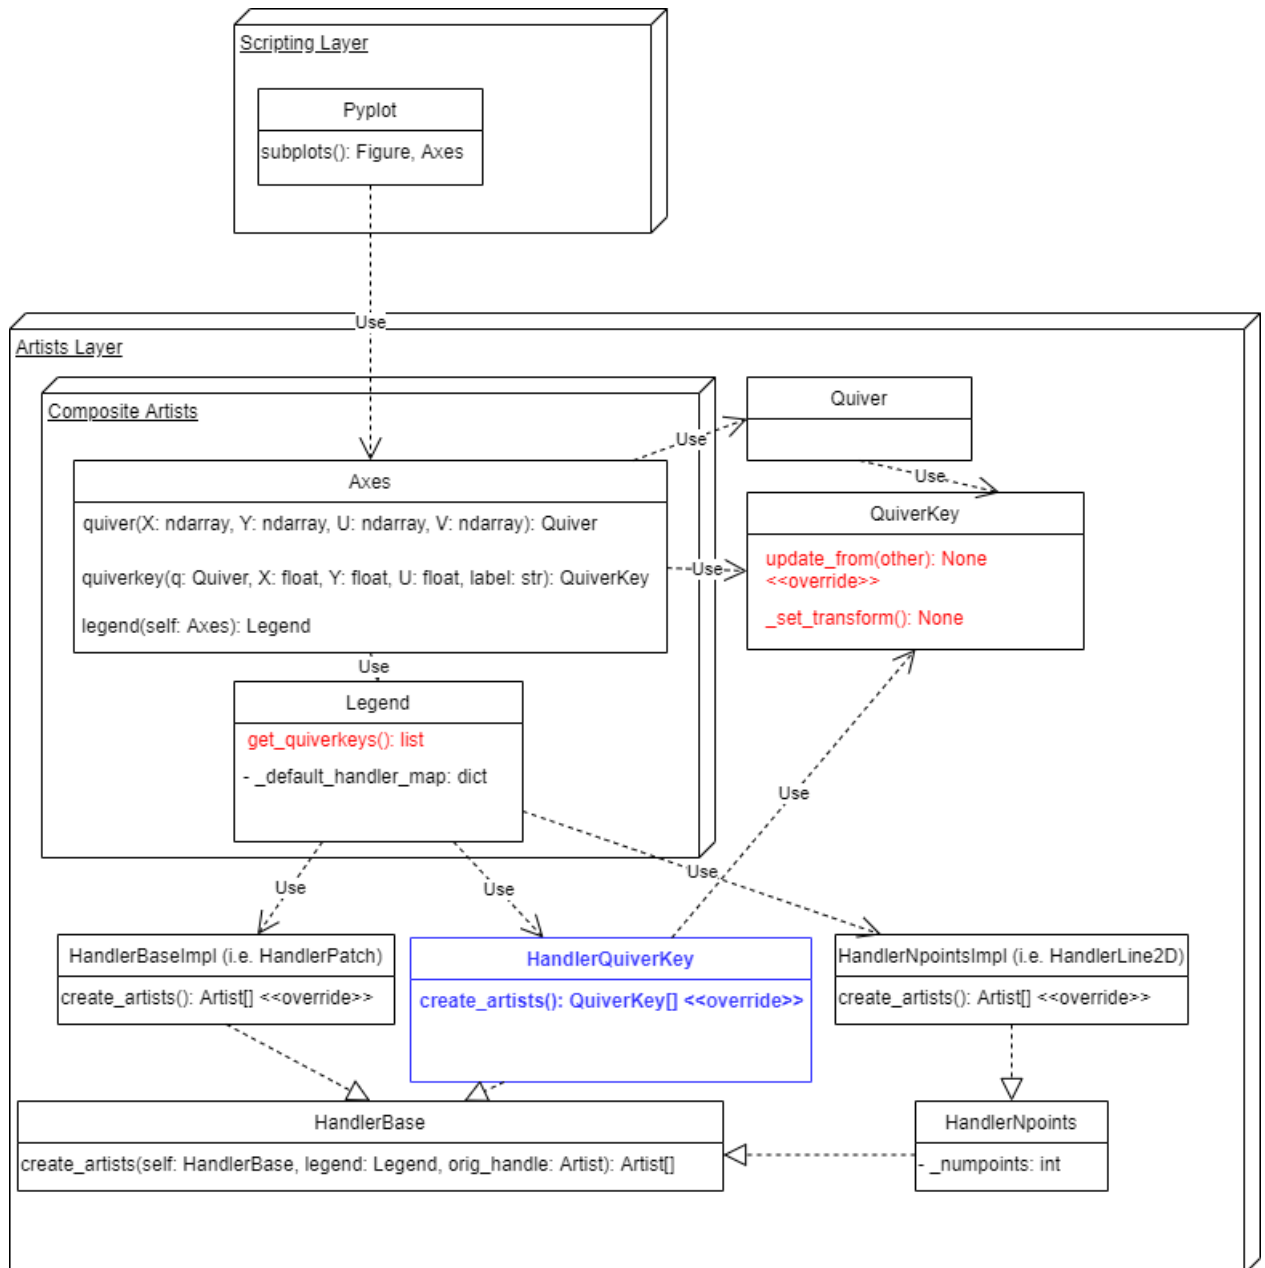 Scripting Layer
Pyplot
subplots(): Figure, Axes
Use
Artists Layer
Composite Artists
Axes
quiver(X: ndarray, Y: ndarray, U: ndarray, V: ndarray): Quiver
quiverkey(q: Quiver, X: float, Y: float, U: float, label: str): QuiverKey
legend(self: Axes): Legend
Use
Quiver
Use
Use
QuiverKey
update_from(other): None
<<override>>
_set_transform(): None
Use
Legend
get_quiverkeys(): list
- _default_handler_map: dict
Use
Use
Use
Use
HandlerBaseImpl (i.e. HandlerPatch)
create_artists(): Artist[] <<override>>
HandlerQuiverKey
create_artists(): QuiverKey[] <<override>>
HandlerNpointsImpl (i.e. HandlerLine2D)
create_artists(): Artist[] <<override>>
HandlerBase
create_artists(self: HandlerBase, legend: Legend, orig_handle: Artist): Artist[]
HandlerNpoints
- _numpoints: int